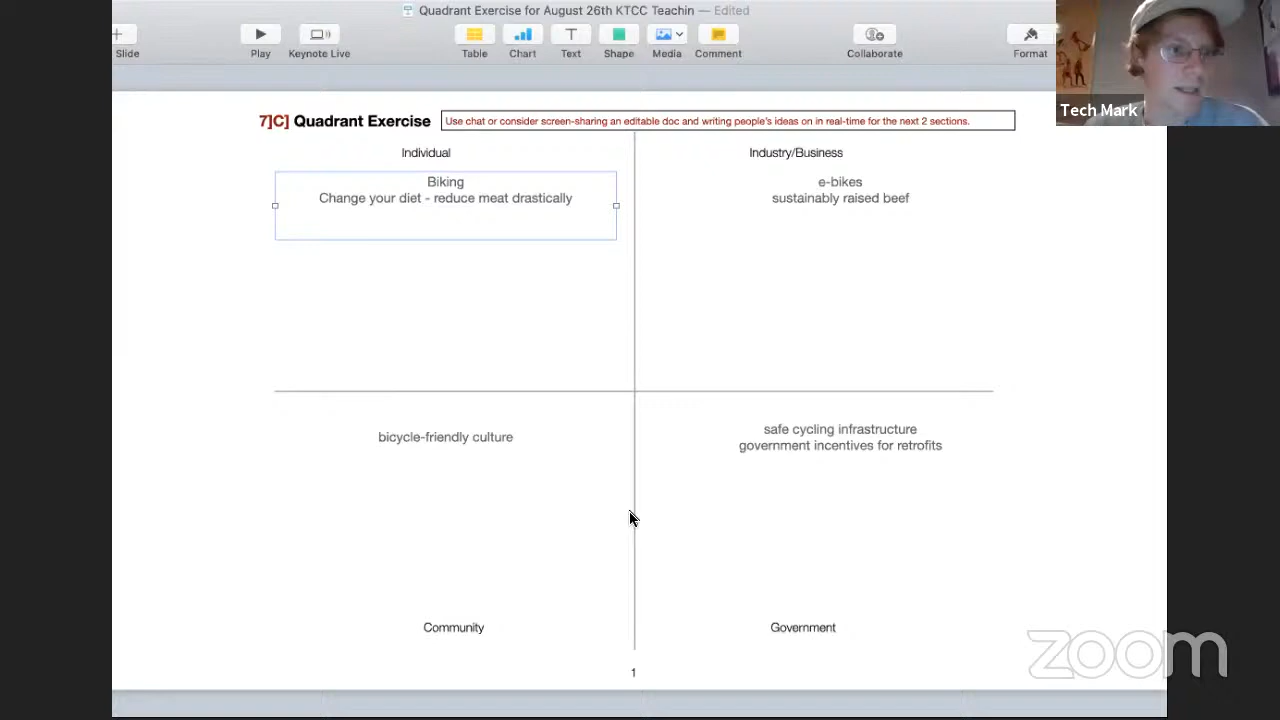 Quadrant Exercise for August 26th KTCC Teachin — Edited
Slide
Play
Keynote Live
Table
Chart
Text
Shape
Media
Comment
Collaborate
Format
Tech Mark
7]C] Quadrant Exercise
Use chat or consider screen-sharing an editable doc and writing people's ideas on in real-time for the next 2 sections.
Individual
Industry/Business
Biking
Change your diet - reduce meat drastically
e-bikes
sustainably raised beef
bicycle-friendly culture
safe cycling infrastructure
government incentives for retrofits
Community
Government
1
zoom